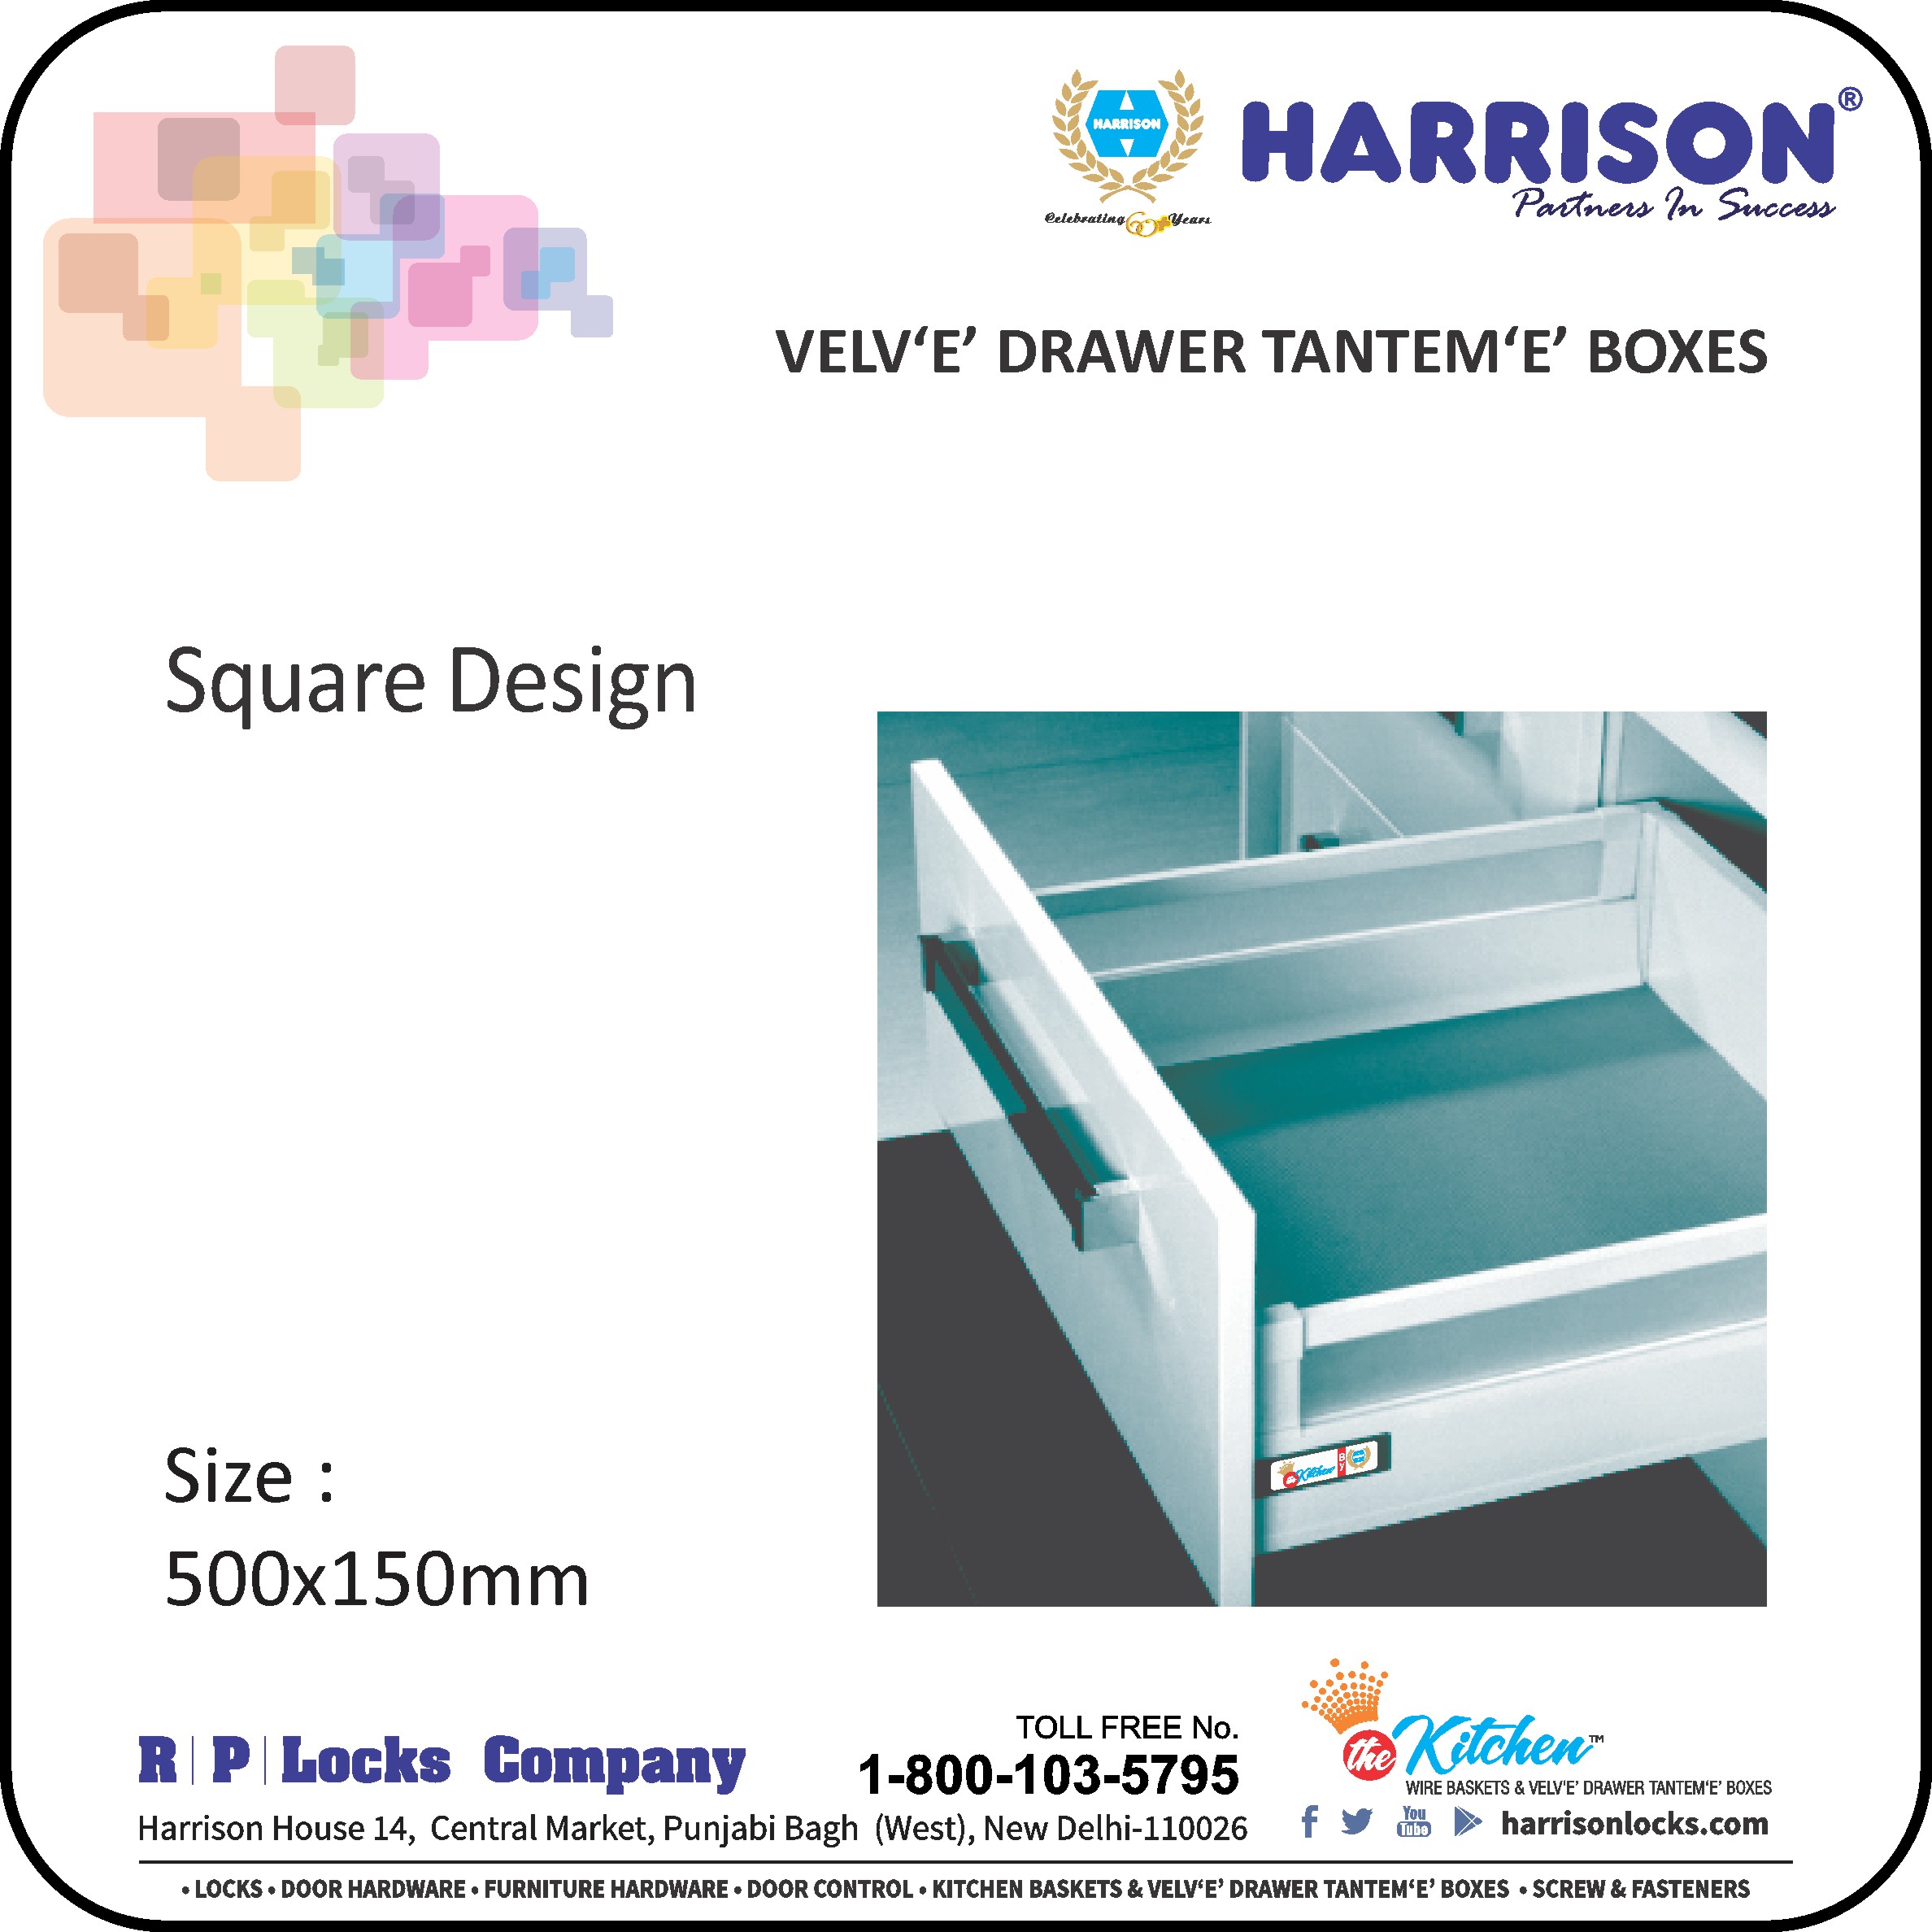 HARRISON
Celebrating 60+ Years
HARRISON®
Partners In Success
VELV‘E’ DRAWER TANTEM‘E’ BOXES
Square Design
the Kitchen BY
Size :
500x150mm
R P Locks Company
TOLL FREE No.
1-800-103-5795
the Kitchen™
WIRE BASKETS & VELV'E' DRAWER TANTEM'E' BOXES
Harrison House 14, Central Market, Punjabi Bagh (West), New Delhi-110026
f You Tube harrisonlocks.com
• LOCKS • DOOR HARDWARE • FURNITURE HARDWARE • DOOR CONTROL • KITCHEN BASKETS & VELV‘E’ DRAWER TANTEM‘E’ BOXES • SCREW & FASTENERS